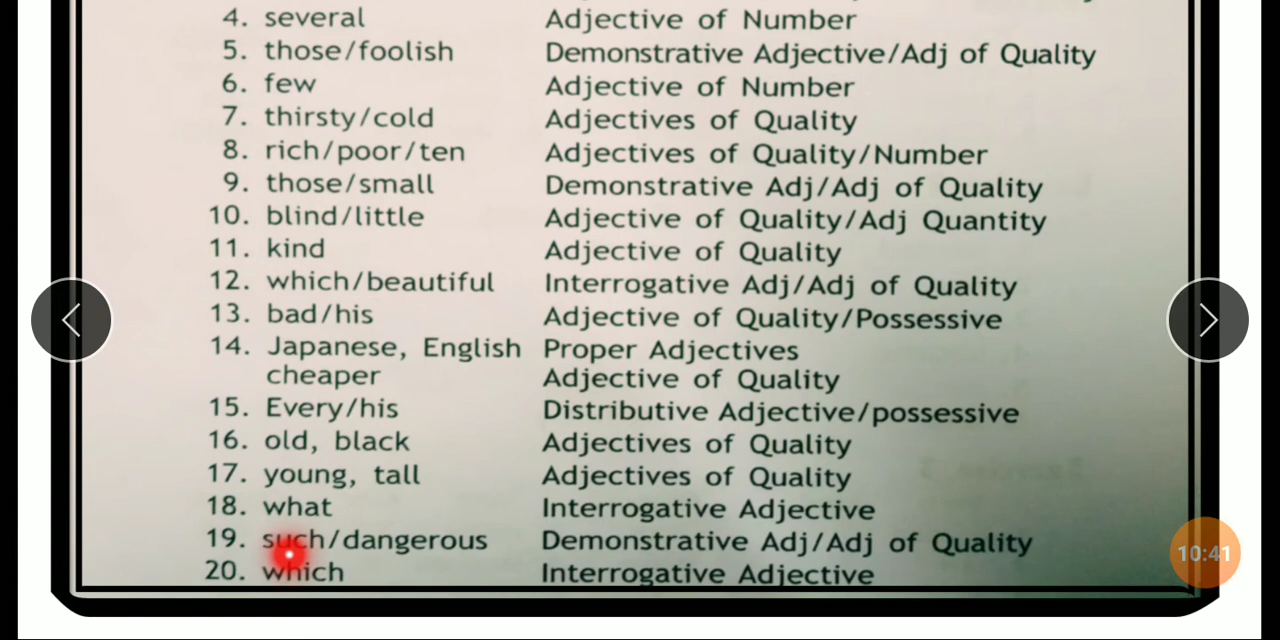 4. several Adjective of Number
5. those/foolish Demonstrative Adjective/Adj of Quality
6. few Adjective of Number
7. thirsty/cold Adjectives of Quality
8. rich/poor/ten Adjectives of Quality/Number
9. those/small Demonstrative Adj/Adj of Quality
10. blind/little Adjective of Quality/Adj Quantity
11. kind Adjective of Quality
12. which/beautiful Interrogative Adj/Adj of Quality
13. bad/his Adjective of Quality/Possessive
14. Japanese, English Proper Adjectives
cheaper Adjective of Quality
15. Every/his Distributive Adjective/possessive
16. old, black Adjectives of Quality
17. young, tall Adjectives of Quality
18. what Interrogative Adjective
19. such/dangerous Demonstrative Adj/Adj of Quality
10:41
20. which Interrogative Adjective